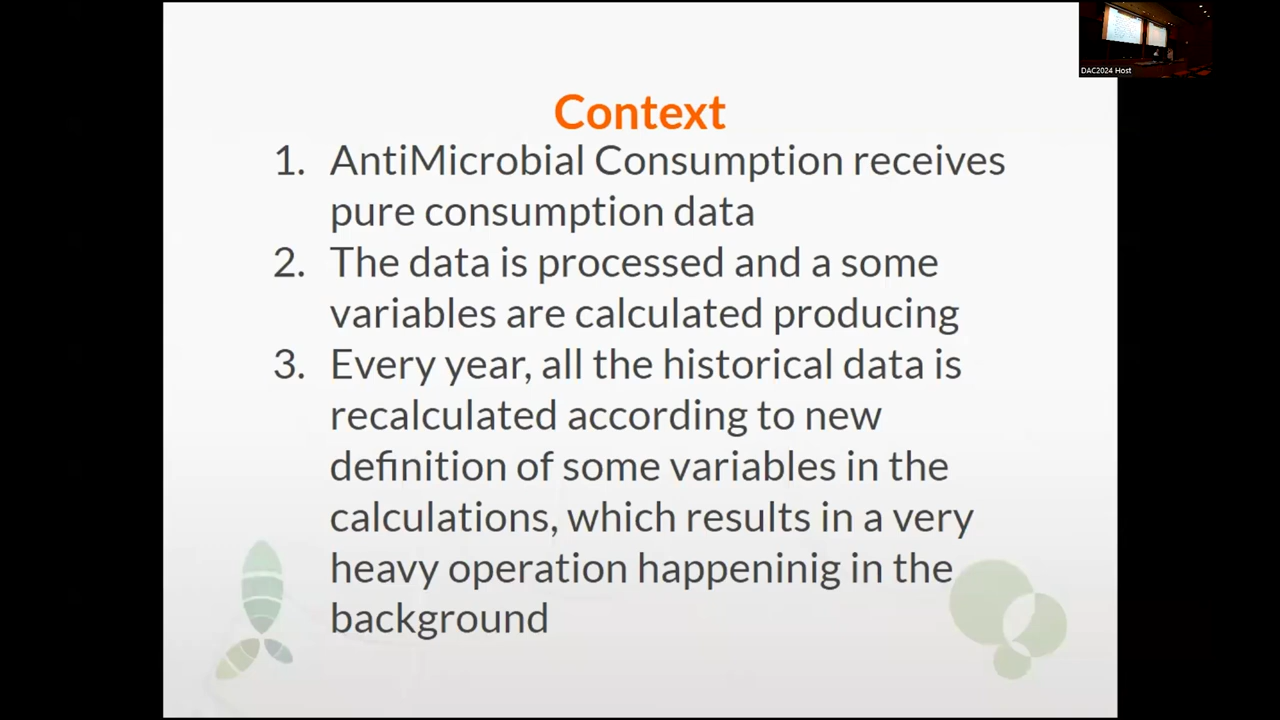 DAC2024 Host
Context
1. AntiMicrobial Consumption receives
pure consumption data
2. The data is processed and a some
variables are calculated producing
3. Every year, all the historical data is
recalculated according to new
definition of some variables in the
calculations, which results in a very
heavy operation happeninig in the
background